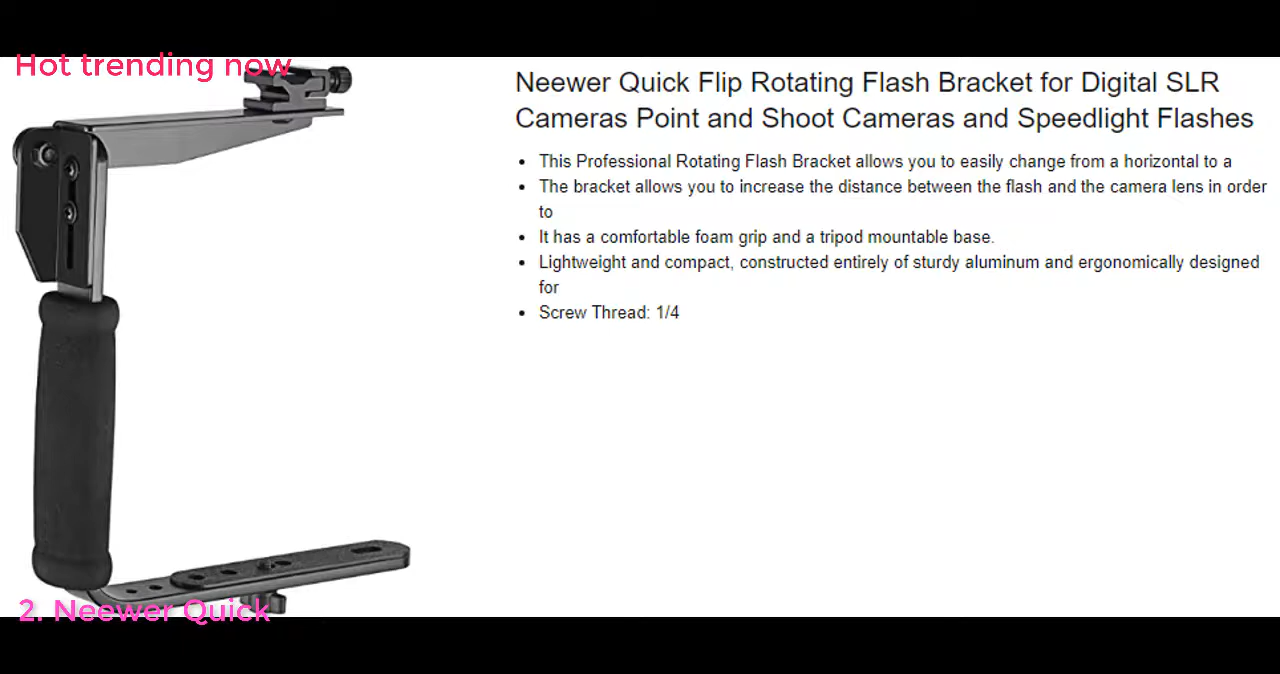 Hot trending now
Neewer Quick Flip Rotating Flash Bracket for Digital SLR
Cameras Point and Shoot Cameras and Speedlight Flashes
• This Professional Rotating Flash Bracket allows you to easily change from a horizontal to a
• The bracket allows you to increase the distance between the flash and the camera lens in order
to
• It has a comfortable foam grip and a tripod mountable base.
• Lightweight and compact, constructed entirely of sturdy aluminum and ergonomically designed
for
• Screw Thread: 1/4
2. Neewer Quick